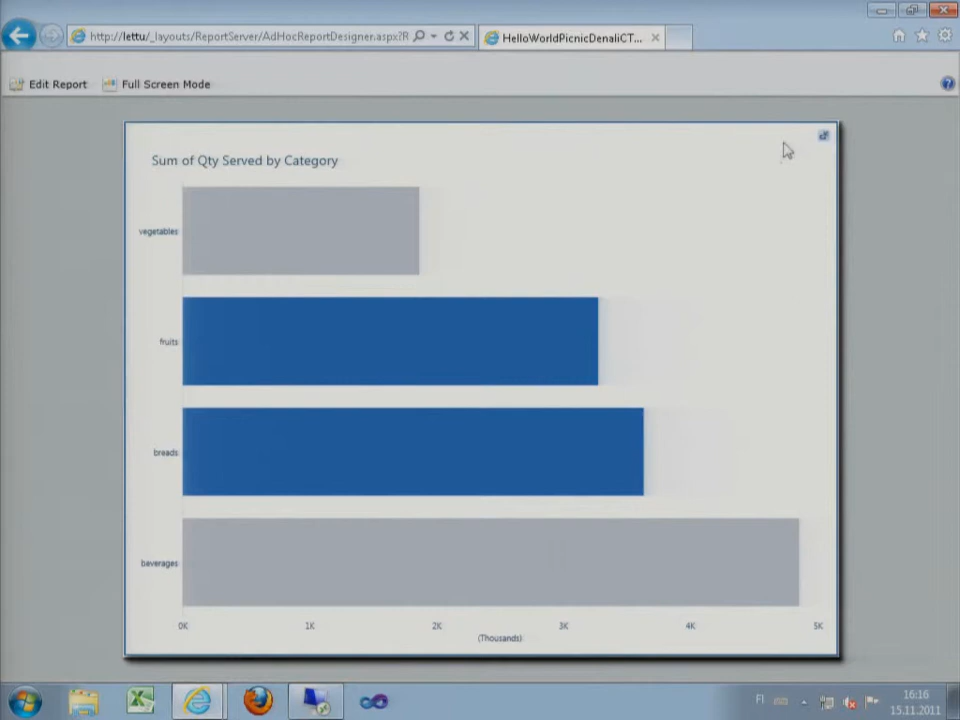 http://lettu/_layouts/ReportServer/AdHocReportDesigner.aspx?R
HelloWorldPicnicDenaliCT...
Edit Report
Full Screen Mode
Sum of Qty Served by Category
vegetables
fruits
breads
beverages
0K 1K 2K 3K 4K 5K
(Thousands)
FI
16:16
15.11.2011